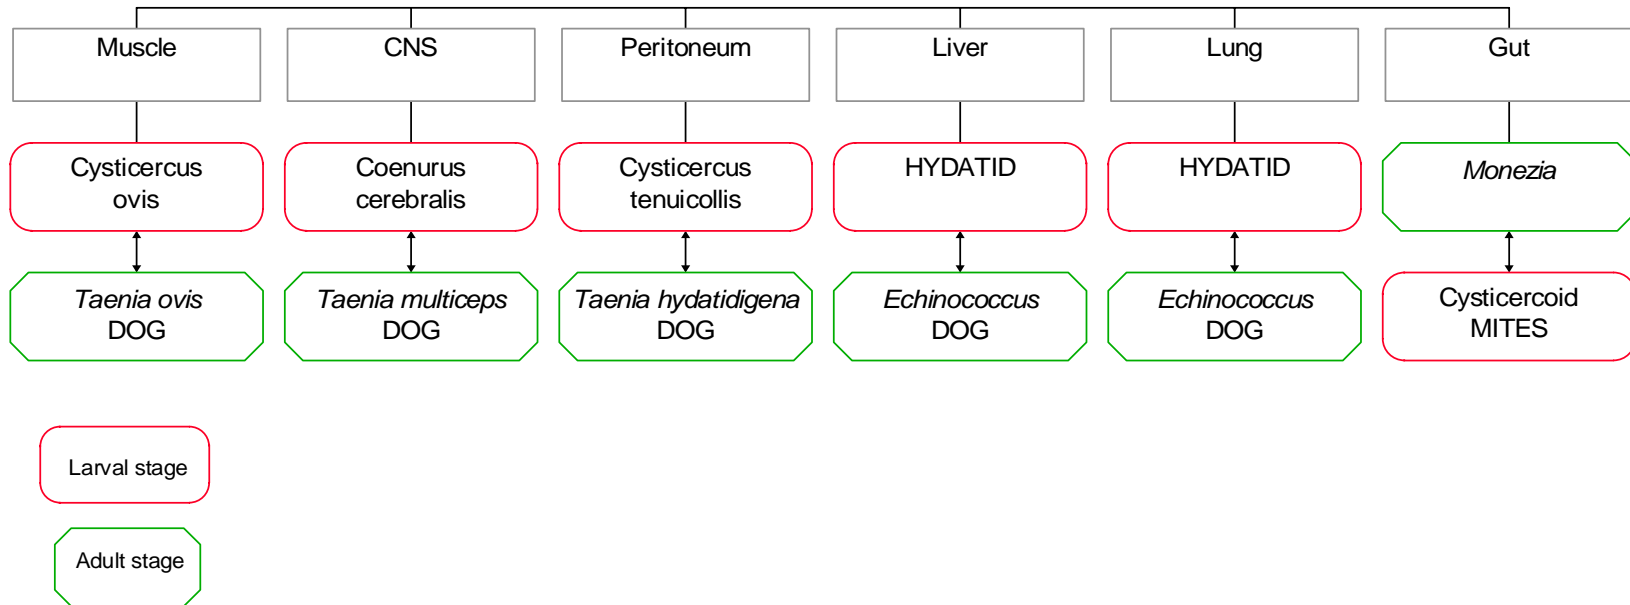 Muscle
CNS
Peritoneum
Liver
Lung
Gut
Cysticercus
ovis
Coenurus
cerebralis
Cysticercus
tenuicollis
HYDATID
HYDATID
Monezia
Taenia ovis
DOG
Taenia multiceps
DOG
Taenia hydatidigena
DOG
Echinococcus
DOG
Echinococcus
DOG
Cysticercoid
MITES
Larval stage
Adult stage